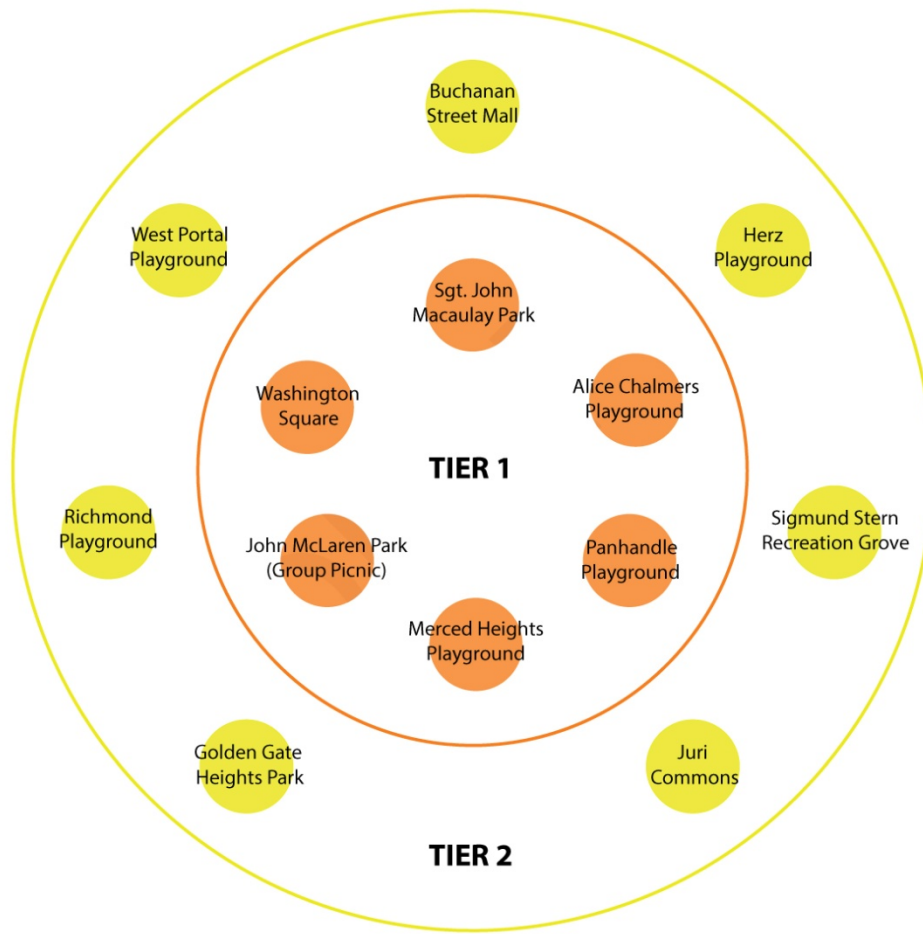 Buchanan
Street Mall
West Portal
Playground
Herz
Playground
Sgt. John
Macaulay Park
Washington
Square
Alice Chalmers
Playground
TIER 1
Richmond
Playground
Sigmund Stern
Recreation Grove
John McLaren Park
(Group Picnic)
Panhandle
Playground
Merced Heights
Playground
Golden Gate
Heights Park
Juri
Commons
TIER 2